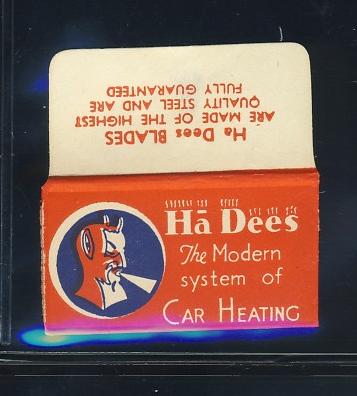 Ha Dees BLADES
ARE MADE OF THE HIGHEST
QUALITY STEEL AND ARE
FULLY GUARANTEED
Hā Dees
The Modern
system of
CAR HEATING